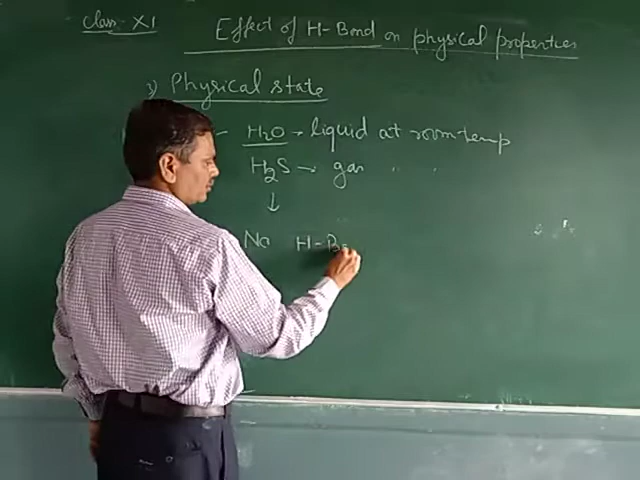 Class-XI
Effect of H-Bond on physical properties
3) Physical state
- H2O → liquid at room temp
H2S → gas " "
↓
No H-Bo